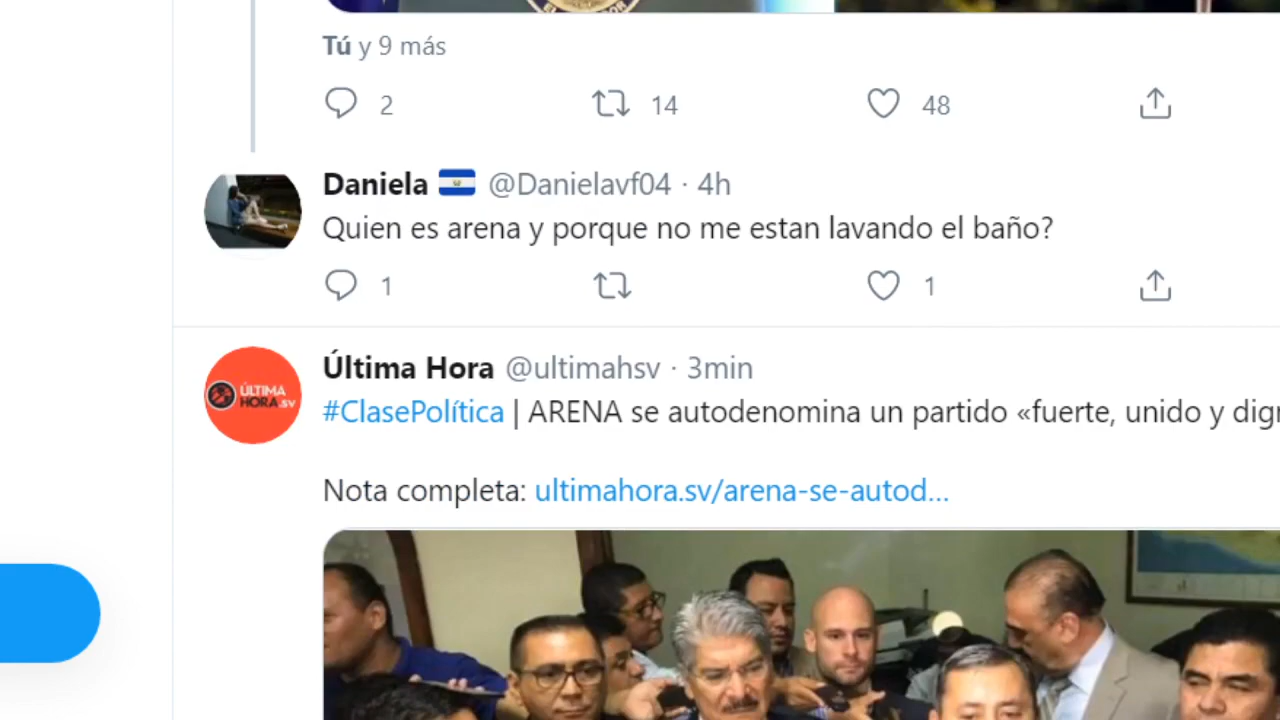 Tú y 9 más
2 14 48
Daniela @Danielavf04 · 4h
Quien es arena y porque no me estan lavando el baño?
1 1
ÚLTIMA HORA.SV
Última Hora @ultimahsv · 3min
#ClasePolítica | ARENA se autodenomina un partido «fuerte, unido y dig
Nota completa: ultimahora.sv/arena-se-autod...